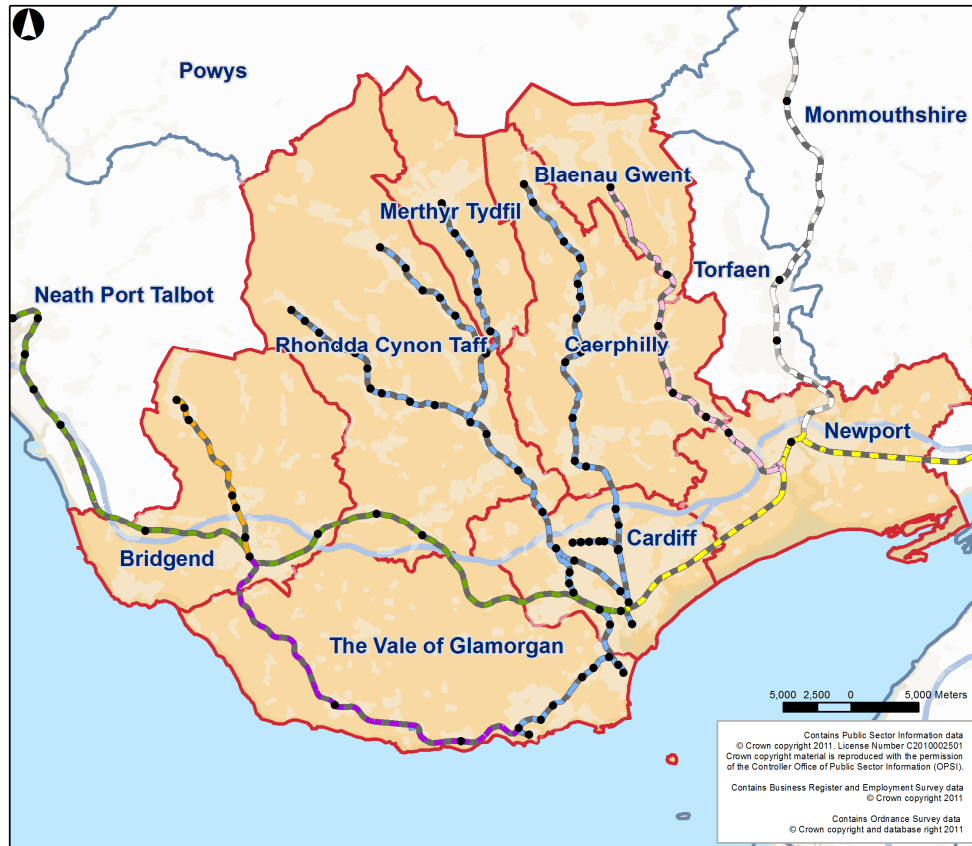 Powys
Monmouthshire
Blaenau Gwent
Merthyr Tydfil
Torfaen
Neath Port Talbot
Rhondda Cynon Taff
Caerphilly
Newport
Cardiff
Bridgend
The Vale of Glamorgan
5,000 2,500 0 5,000 Meters
Contains Public Sector Information data
© Crown copyright 2011. License Number C2010002501
Crown copyright material is reproduced with the permission
of the Controller Office of Public Sector Information (OPSI).
Contains Business Register and Employment Survey data
© Crown copyright 2011
Contains Ordnance Survey data
© Crown copyright and database right 2011